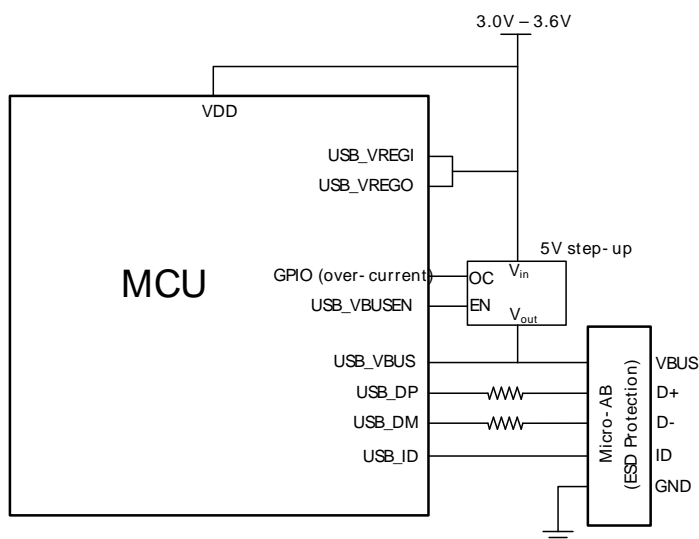 3.0V – 3.6V
VDD
USB_VREGI
USB_VREGO
5V step-up
MCU
GPIO (over-current)
OC
Vin
USB_VBUSEN
EN
Vout
USB_VBUS
VBUS
USB_DP
D+
USB_DM
D-
USB_ID
ID
GND
Micro-AB
(ESD Protection)